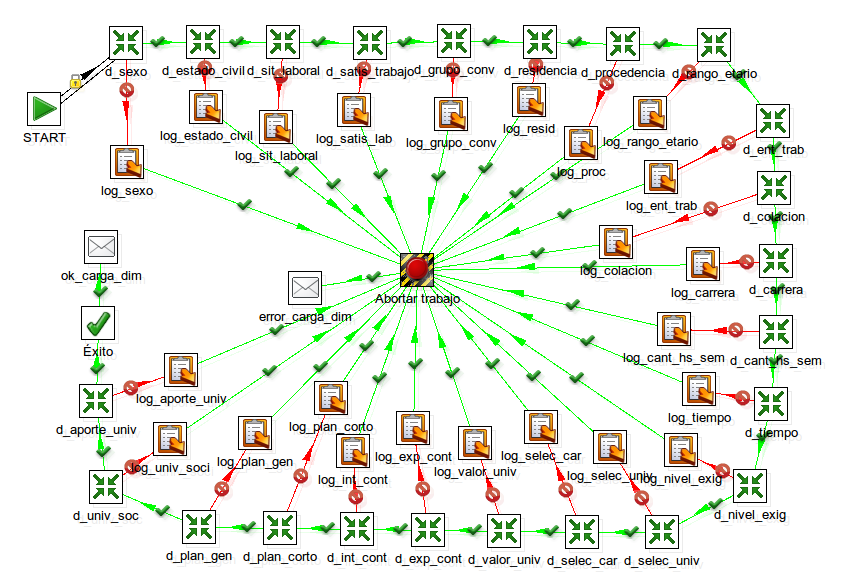 d_sexo
d_estado_civil
d_sit_laboral
d_satis_trabajo
d_grupo_conv
d_residencia
d_procedencia
d_rango_etario
START
log_estado_civil
log_sit_laboral
log_satis_lab
log_grupo_conv
log_resid
log_proc
log_rango_etario
d_ent_trab
log_sexo
log_ent_trab
d_colacion
ok_carga_dim
log_colacion
log_carrera
d_carrera
Abortar trabajo
error_carga_dim
Éxito
log_cant_hs_sem
d_cant_hs_sem
log_aporte_univ
log_tiempo
d_tiempo
d_aporte_univ
log_plan_corto
log_univ_soci
log_plan_gen
log_int_cont
log_exp_cont
log_valor_univ
log_selec_car
log_selec_univ
log_nivel_exig
d_univ_soc
d_nivel_exig
d_plan_gen
d_plan_corto
d_int_cont
d_exp_cont
d_valor_univ
d_selec_car
d_selec_univ